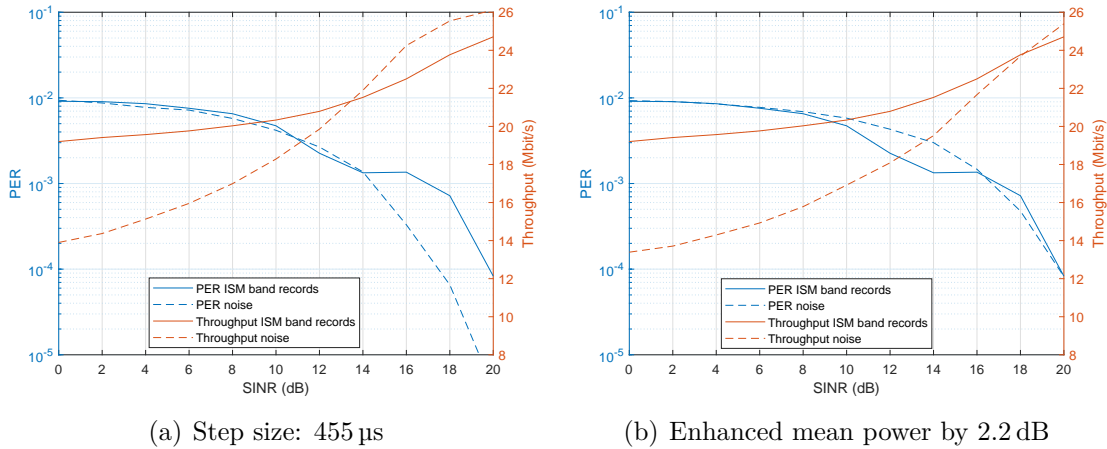 10^-1
10^-2
10^-3
10^-4
10^-5
PER
26
24
22
20
18
16
14
12
10
8
Throughput (Mbit/s)
PER ISM band records
PER noise
Throughput ISM band records
Throughput noise
0 2 4 6 8 10 12 14 16 18 20
SINR (dB)
(a) Step size: 455 µs
10^-1
10^-2
10^-3
10^-4
10^-5
PER
26
24
22
20
18
16
14
12
10
8
Throughput (Mbit/s)
PER ISM band records
PER noise
Throughput ISM band records
Throughput noise
0 2 4 6 8 10 12 14 16 18 20
SINR (dB)
(b) Enhanced mean power by 2.2 dB